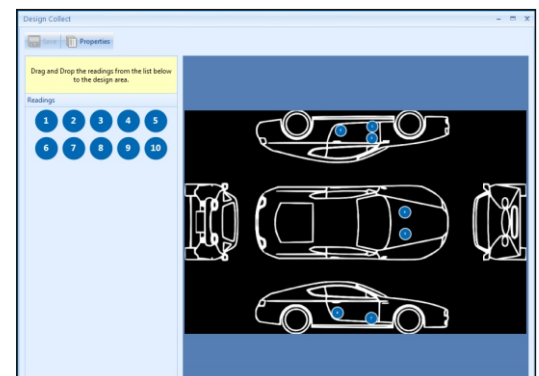 Design Collect
Save
Properties
Drag and Drop the readings from the list below
to the design area.
Readings
1 2 3 4 5
6 7 8 9 10